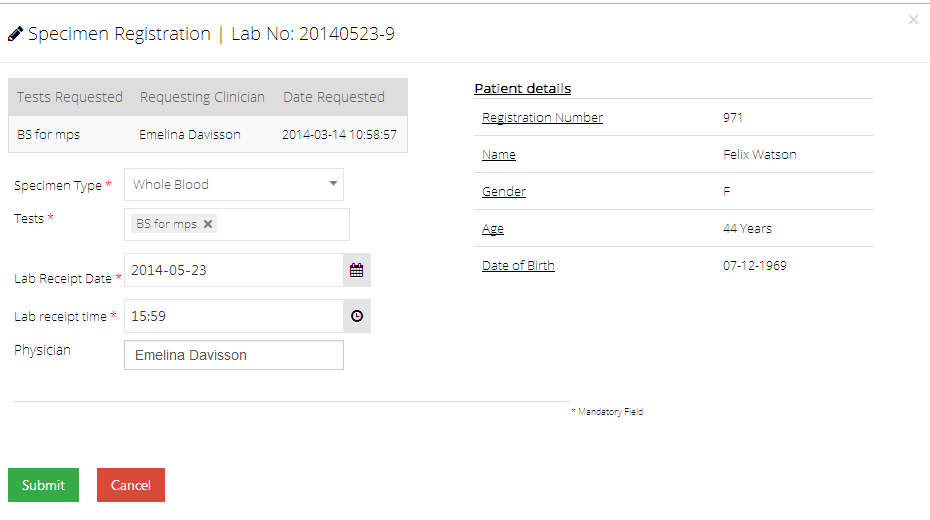 ×
Specimen Registration | Lab No: 20140523-9
Tests Requested Requesting Clinician Date Requested
BS for mps Emelina Davisson 2014-03-14 10:58:57
Specimen Type * Whole Blood
Tests * BS for mps ×
Lab Receipt Date * 2014-05-23
Lab receipt time * 15:59
Physician Emelina Davisson
Patient details
Registration Number 971
Name Felix Watson
Gender F
Age 44 Years
Date of Birth 07-12-1969
* Mandatory Field
Submit Cancel